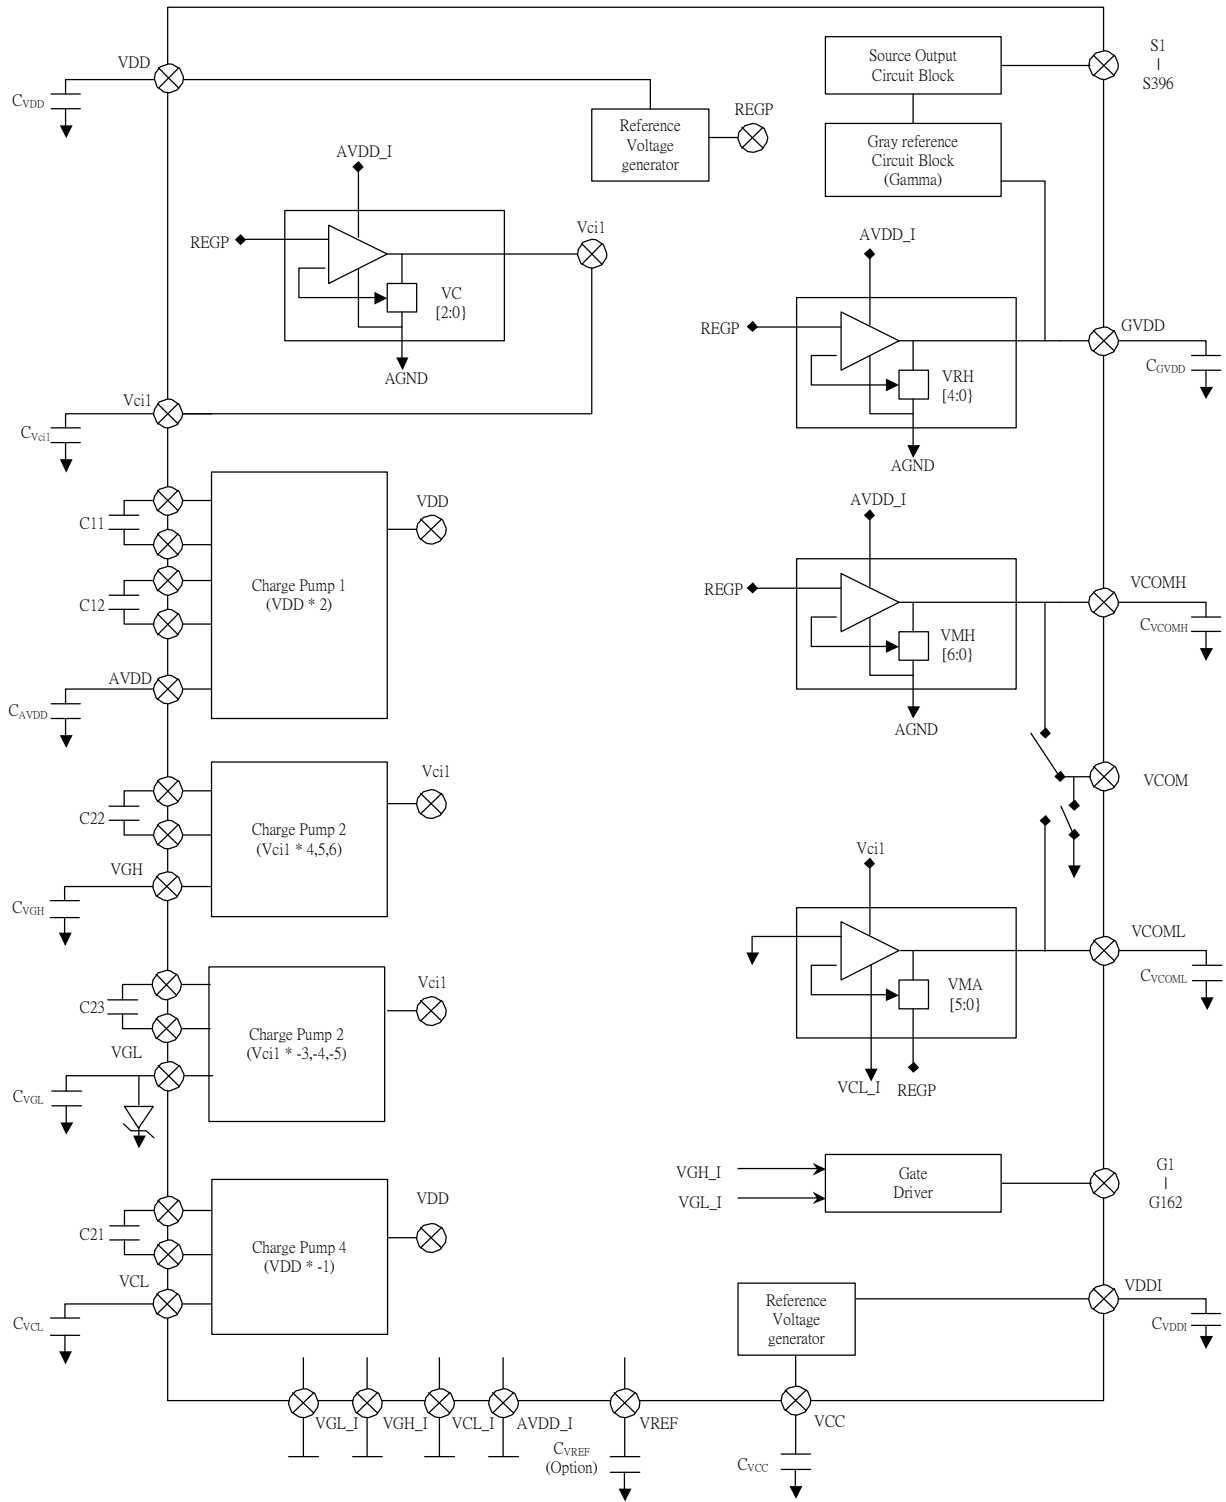 VDD
CVDD
Reference
Voltage
generator
REGP
Source Output
Circuit Block
S1
S396
Gray reference
Circuit Block
(Gamma)
AVDD_I
REGP
VC
[2:0}
AGND
Vci1
AVDD_I
REGP
VRH
[4:0}
AGND
GVDD
CGVDD
Vci1
CVci1
C11
C12
Charge Pump 1
(VDD * 2)
VDD
AVDD
CAVDD
AVDD_I
REGP
VMH
[6:0}
AGND
VCOMH
CVCOMH
VCOM
C22
Charge Pump 2
(Vci1 * 4,5,6)
Vci1
VGH
CVGH
Vci1
VMA
[5:0}
VCL_I
REGP
VCOML
CVCOML
C23
Charge Pump 2
(Vci1 * -3,-4,-5)
Vci1
VGL
CVGL
VGH_I
VGL_I
Gate
Driver
G1
G162
C21
Charge Pump 4
(VDD * -1)
VDD
VCL
CVCL
Reference
Voltage
generator
VDDI
CVDDI
VGL_I
VGH_I
VCL_I
AVDD_I
VREF
CVREF
(Option)
VCC
CVCC